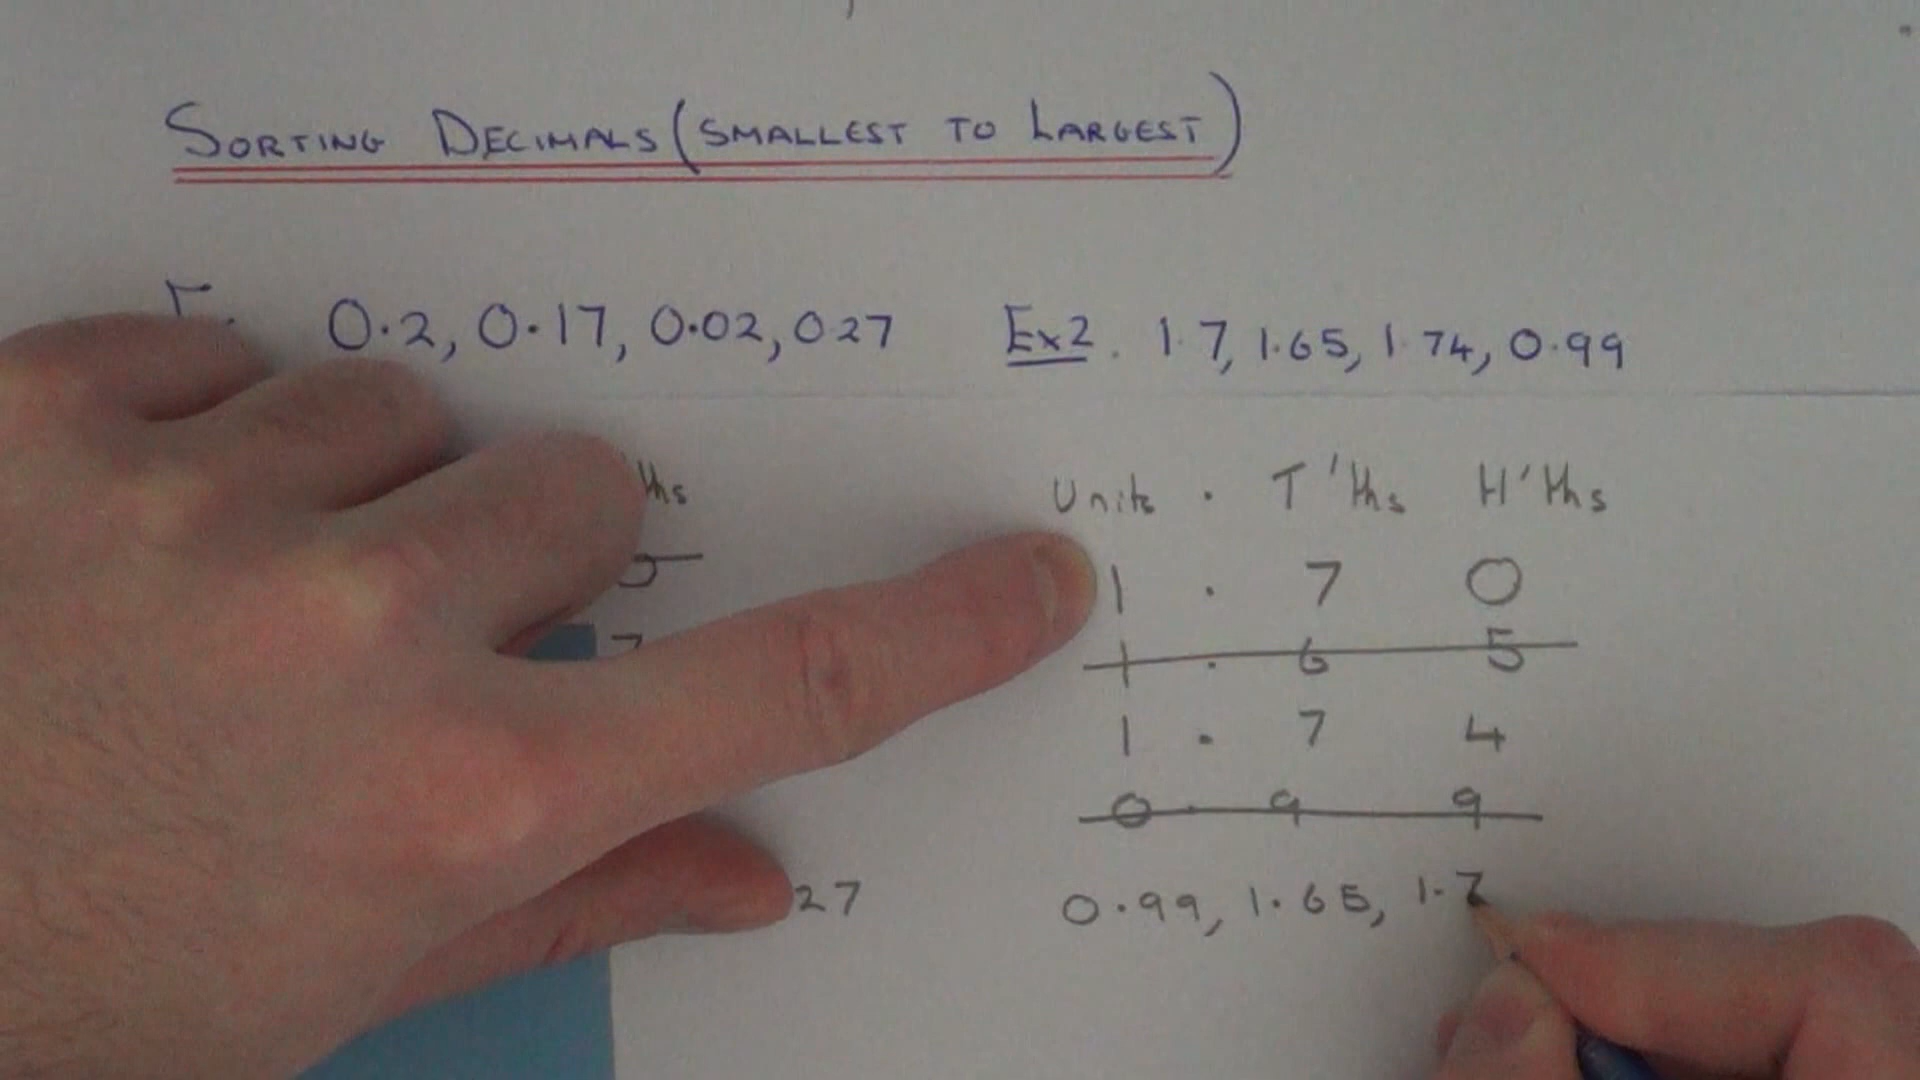 SORTING DECIMALS (SMALLEST TO LARGEST)
0.2, 0.17, 0.02, 0.27
Ex2. 1.7, 1.65, 1.74, 0.99
Units . T'ths H'ths
1 . 7 0
1 . 6 5
1 . 7 4
0 . 9 9
27
0.99, 1.65, 1.7